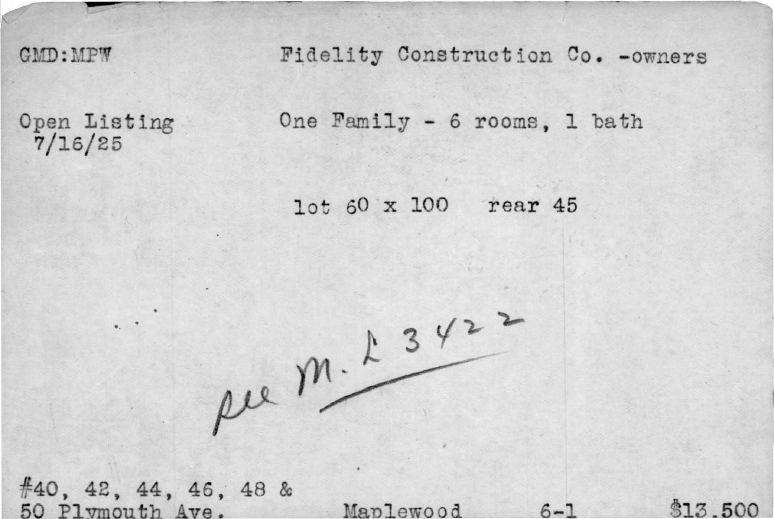 GMD:MPW Fidelity Construction Co. -owners
Open Listing One Family - 6 rooms, 1 bath
7/16/25
lot 60 x 100 rear 45
see M. L 3422
#40, 42, 44, 46, 48 &
50 Plymouth Ave. Maplewood 6-1 $13,500